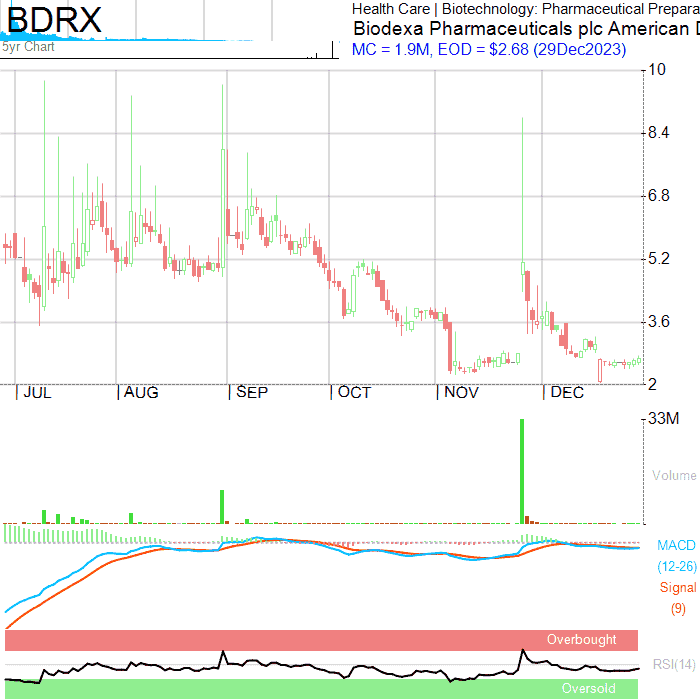 BDRX
5yr Chart
Health Care | Biotechnology: Pharmaceutical Prepara
Biodexa Pharmaceuticals plc American D
MC = 1.9M, EOD = $2.68 (29Dec2023)
10
8.4
6.8
5.2
3.6
2
JUL AUG SEP OCT NOV DEC
33M
Volume
MACD
(12-26)
Signal
(9)
Overbought
RSI(14)
Oversold